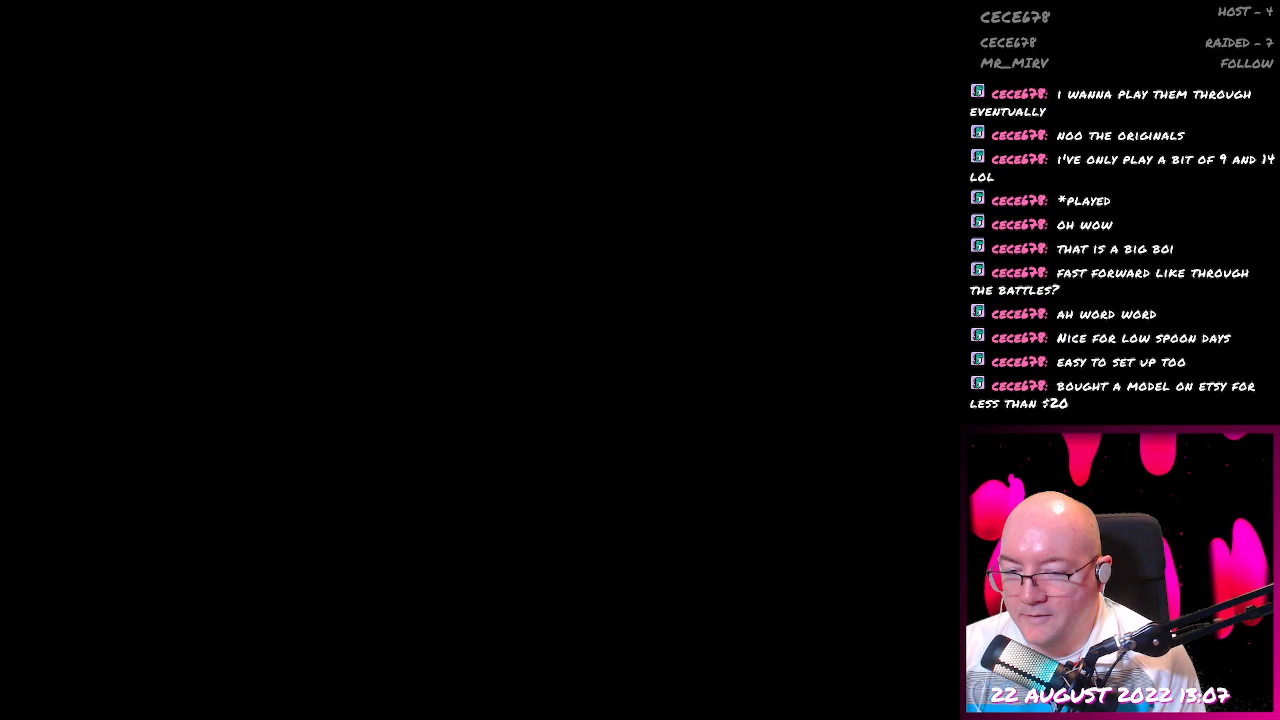 CECE678 HOST - 4
CECE678 RAIDED - 7
MR_MIRV FOLLOW
CECE678: I WANNA PLAY THEM THROUGH
EVENTUALLY
CECE678: NOO THE ORIGINALS
CECE678: I'VE ONLY PLAY A BIT OF 9 AND 14
LOL
CECE678: *PLAYED
CECE678: OH WOW
CECE678: THAT IS A BIG BOI
CECE678: FAST FORWARD LIKE THROUGH
THE BATTLES?
CECE678: AH WORD WORD
CECE678: NICE FOR LOW SPOON DAYS
CECE678: EASY TO SET UP TOO
CECE678: BOUGHT A MODEL ON ETSY FOR
LESS THAN $20
22 AUGUST 2022 13:07